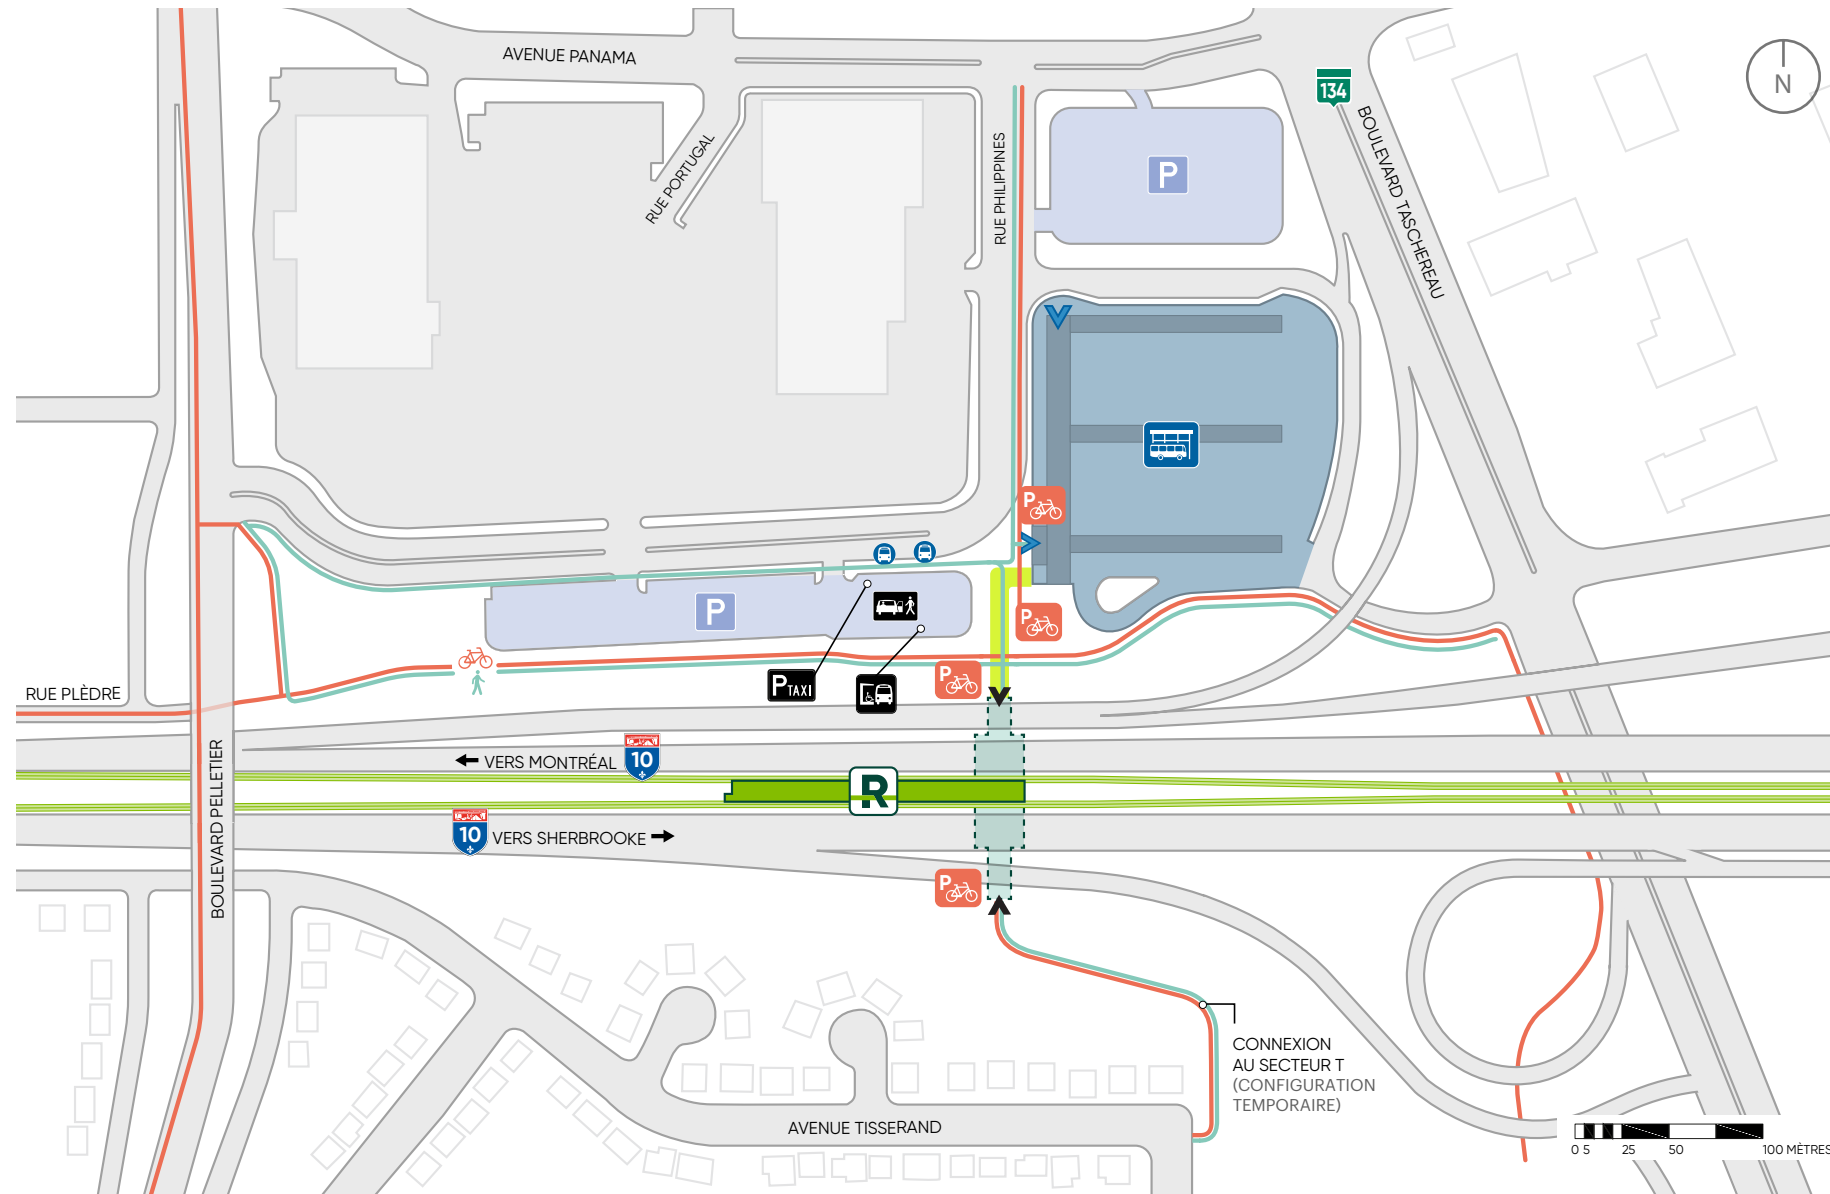 AVENUE PANAMA
134
N
BOULEVARD TASCHEREAU
RUE PORTUGAL
RUE PHILIPPINES
P
P
P
P
P
RUE PLÈDRE
P TAXI
VERS MONTRÉAL
10
R
10
VERS SHERBROOKE
BOULEVARD PELLETIER
P
CONNEXION
AU SECTEUR T
(CONFIGURATION
TEMPORAIRE)
AVENUE TISSERAND
0 5 25 50 100 MÈTRES